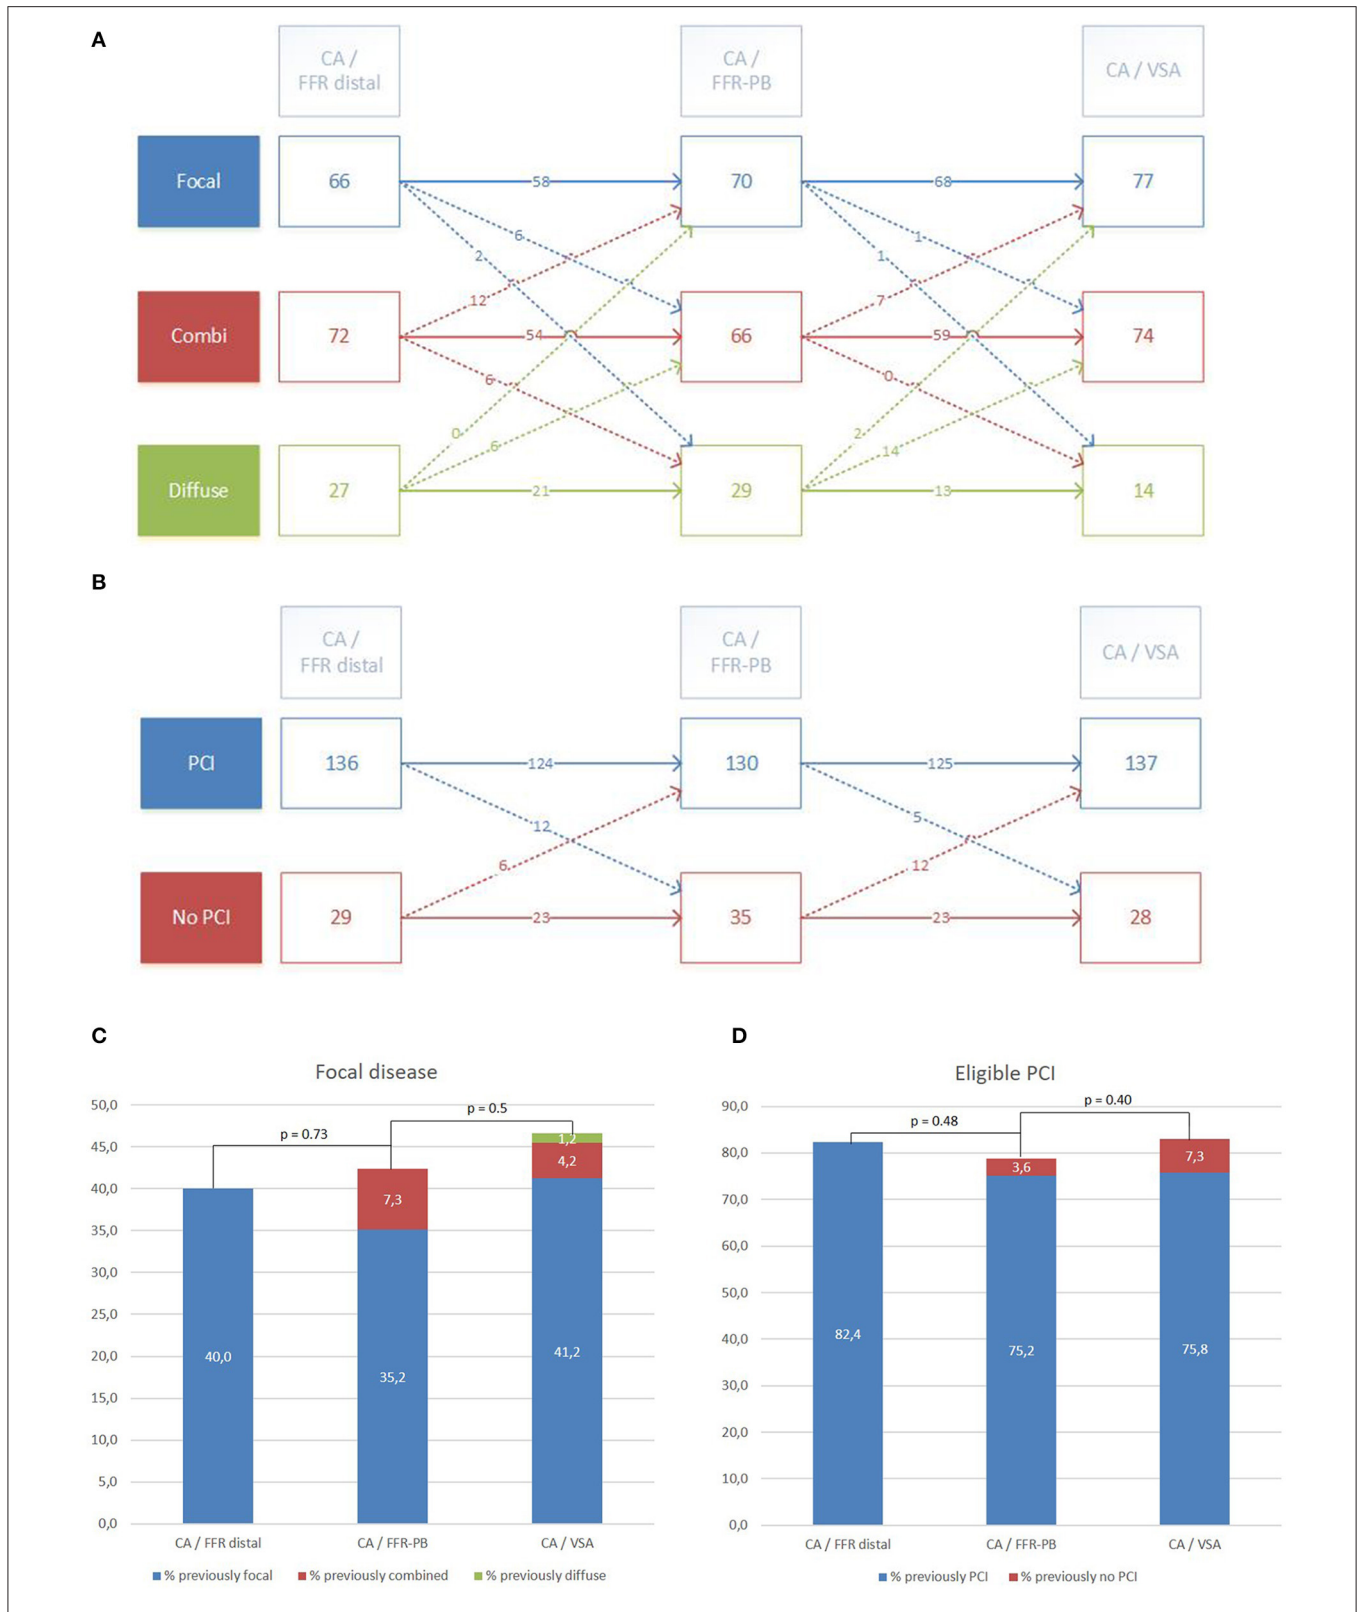 A
CA /
FFR distal
CA /
FFR-PB
CA / VSA
Focal
66
58
70
68
77
6
2
1
1
12
7
Combi
72
54
66
59
74
6
0
0
6
2
14
Diffuse
27
21
29
13
14
B
CA /
FFR distal
CA /
FFR-PB
CA / VSA
PCI
136
124
130
125
137
12
5
6
12
No PCI
29
23
35
23
28
C
Focal disease
50,0
45,0
40,0
35,0
30,0
25,0
20,0
15,0
10,0
5,0
0,0
p = 0.73
p = 0.5
40,0
7,3
35,2
1,2
4,2
41,2
CA / FFR distal
CA / FFR-PB
CA / VSA
% previously focal
% previously combined
% previously diffuse
D
Eligible PCI
90,0
80,0
70,0
60,0
50,0
40,0
30,0
20,0
10,0
0,0
p = 0.48
p = 0.40
82,4
3,6
75,2
7,3
75,8
CA / FFR distal
CA / FFR-PB
CA / VSA
% previously PCI
% previously no PCI